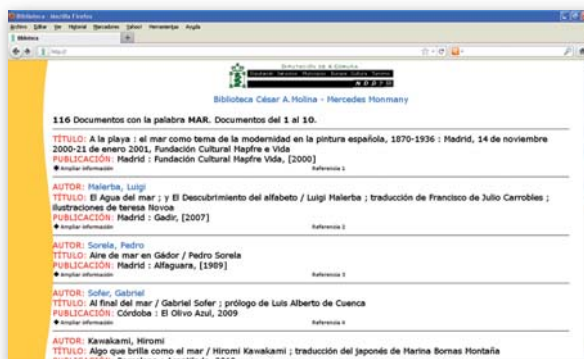 Biblioteca - Mozilla Firefox
Archivo Editar Ver Historial Marcadores Yahoo! Herramientas Ayuda
Biblioteca
DIPUTACIÓN DE A CORUÑA
Biblioteca César A.Molina - Mercedes Monmany
116 Documentos con la palabra MAR. Documentos del 1 al 10.
TÍTULO: A la playa : el mar como tema de la modernidad en la pintura española, 1870-1936 : Madrid, 14 de noviembre
2000-21 de enero 2001, Fundación Cultural Mapfre e Vida
PUBLICACIÓN: Madrid : Fundación Cultural Mapfre Vida, [2000]
Ampliar información Referencia 1
AUTOR: Malerba, Luigi
TÍTULO: El Agua del mar ; y El Descubrimiento del alfabeto / Luigi Malerba ; traducción de Francisco de Julio Carrobles ;
ilustraciones de teresa Novoa
PUBLICACIÓN: Madrid : Gadir, [2007]
Ampliar información Referencia 2
AUTOR: Sorela, Pedro
TÍTULO: Aire de mar en Gádor / Pedro Sorela
PUBLICACIÓN: Madrid : Alfaguara, [1989]
Ampliar información Referencia 3
AUTOR: Sofer, Gabriel
TÍTULO: Al final del mar / Gabriel Sofer ; prólogo de Luis Alberto de Cuenca
PUBLICACIÓN: Córdoba : El Olivo Azul, 2009
Ampliar información Referencia 4
AUTOR: Kawakami, Hiromi
TÍTULO: Algo que brilla como el mar / Hiromi Kawakami ; traducción del japonés de Marina Bornas Montaña